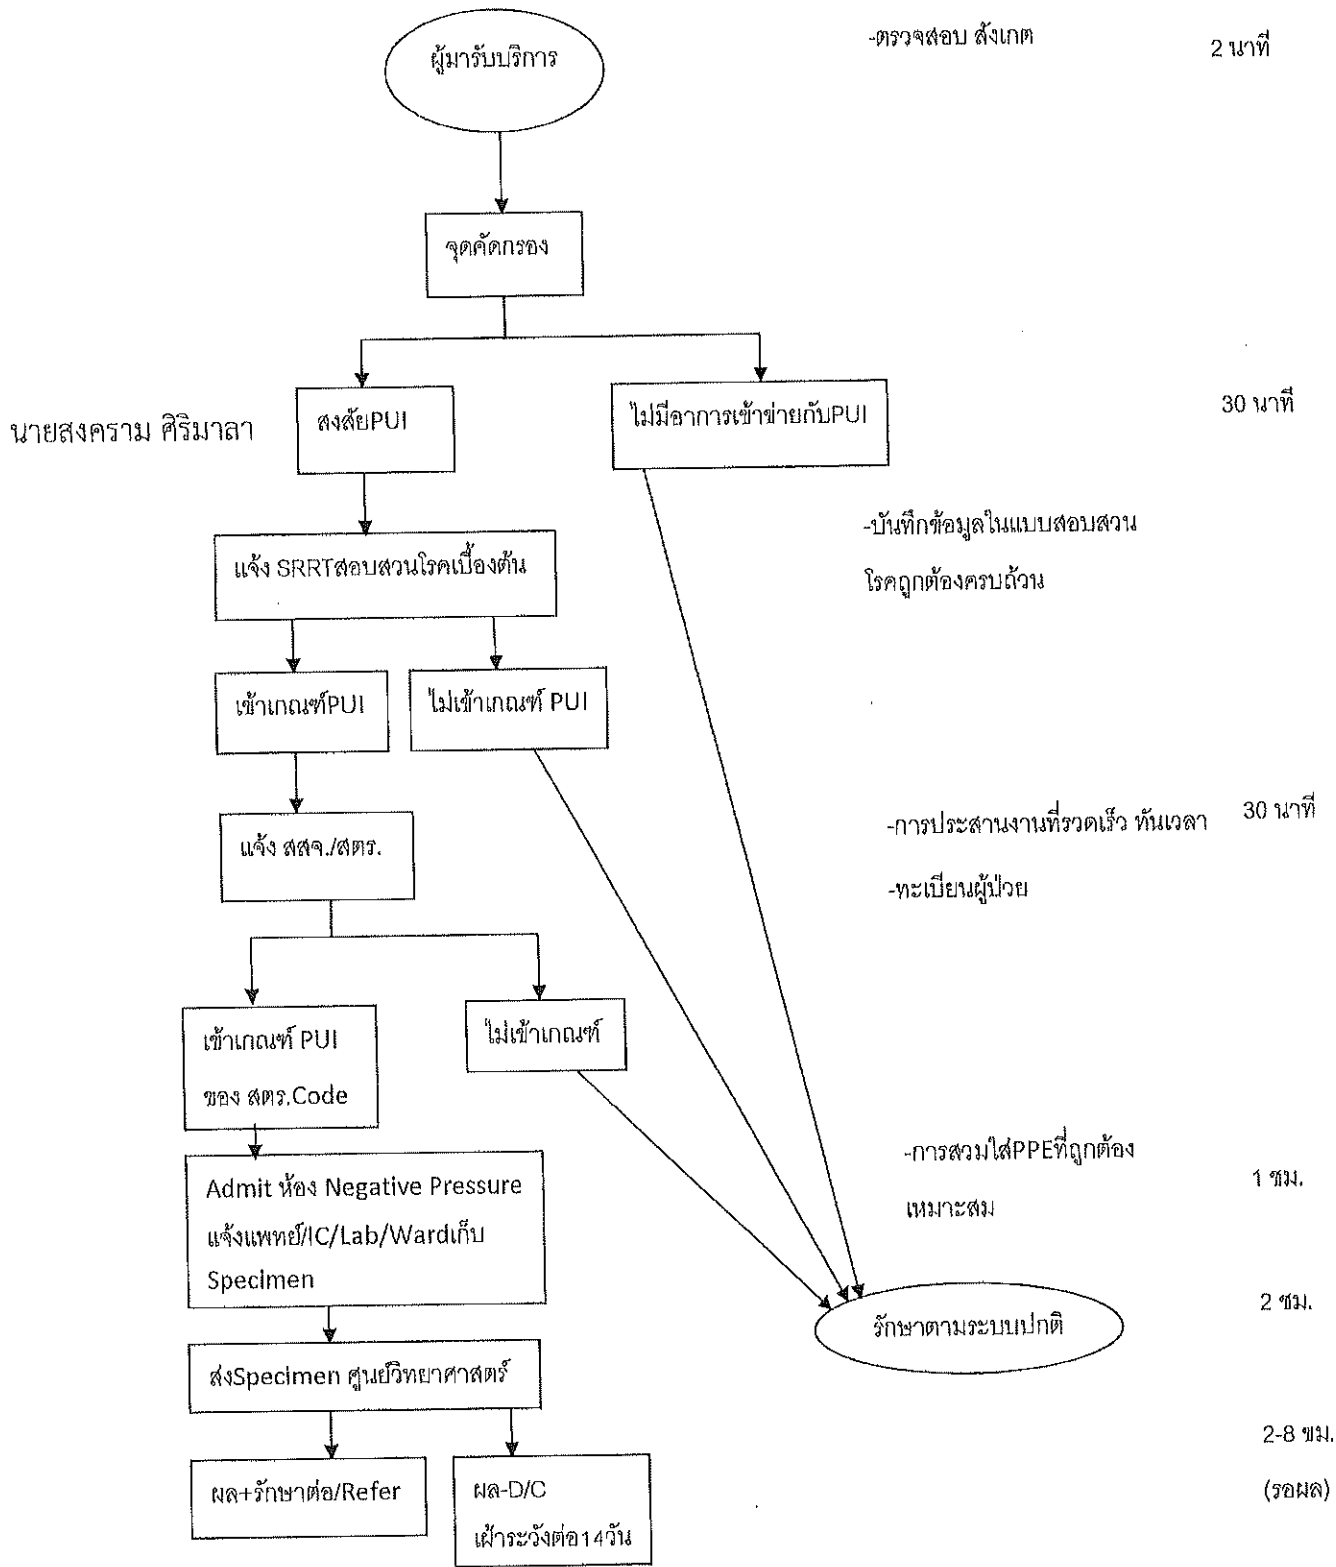 ผู้มารับบริการ
-ตรวจสอบ สังเกต
2 นาที
จุดคัดกรอง
นายสงคราม ศิริมาลา
สงสัยPUI
ไม่มีอาการเข้าข่ายกับPUI
30 นาที
-บันทึกข้อมูลในแบบสอบสวน
โรคถูกต้องครบถ้วน
แจ้ง SRRTสอบสวนโรคเบื้องต้น
เข้าเกณฑ์PUI
ไม่เข้าเกณฑ์ PUI
-การประสานงานที่รวดเร็ว ทันเวลา
30 นาที
แจ้ง สสจ./สตร.
-ทะเบียนผู้ป่วย
เข้าเกณฑ์ PUI
ของ สตร.Code
ไม่เข้าเกณฑ์
-การสวมใส่PPEที่ถูกต้อง
เหมาะสม
1 ชม.
Admit ห้อง Negative Pressure
แจ้งแพทย์/IC/Lab/Wardเก็บ
Specimen
รักษาตามระบบปกติ
2 ชม.
ส่งSpecimen ศูนย์วิทยาศาสตร์
2-8 ชม.
(รอผล)
ผล+รักษาต่อ/Refer
ผล-D/C
เฝ้าระวังต่อ14วัน